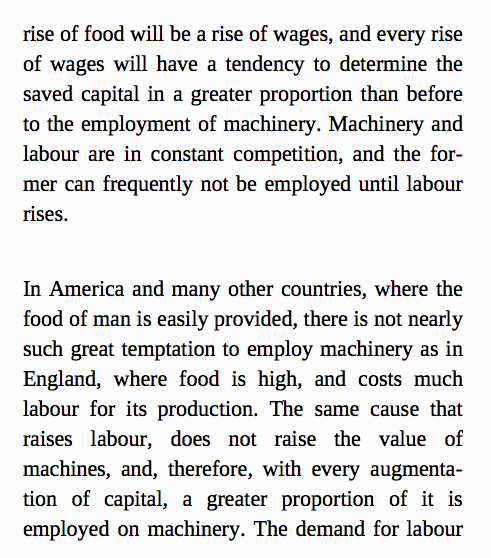 rise of food will be a rise of wages, and every rise
of wages will have a tendency to determine the
saved capital in a greater proportion than before
to the employment of machinery. Machinery and
labour are in constant competition, and the for-
mer can frequently not be employed until labour
rises.
In America and many other countries, where the
food of man is easily provided, there is not nearly
such great temptation to employ machinery as in
England, where food is high, and costs much
labour for its production. The same cause that
raises labour, does not raise the value of
machines, and, therefore, with every augmenta-
tion of capital, a greater proportion of it is
employed on machinery. The demand for labour